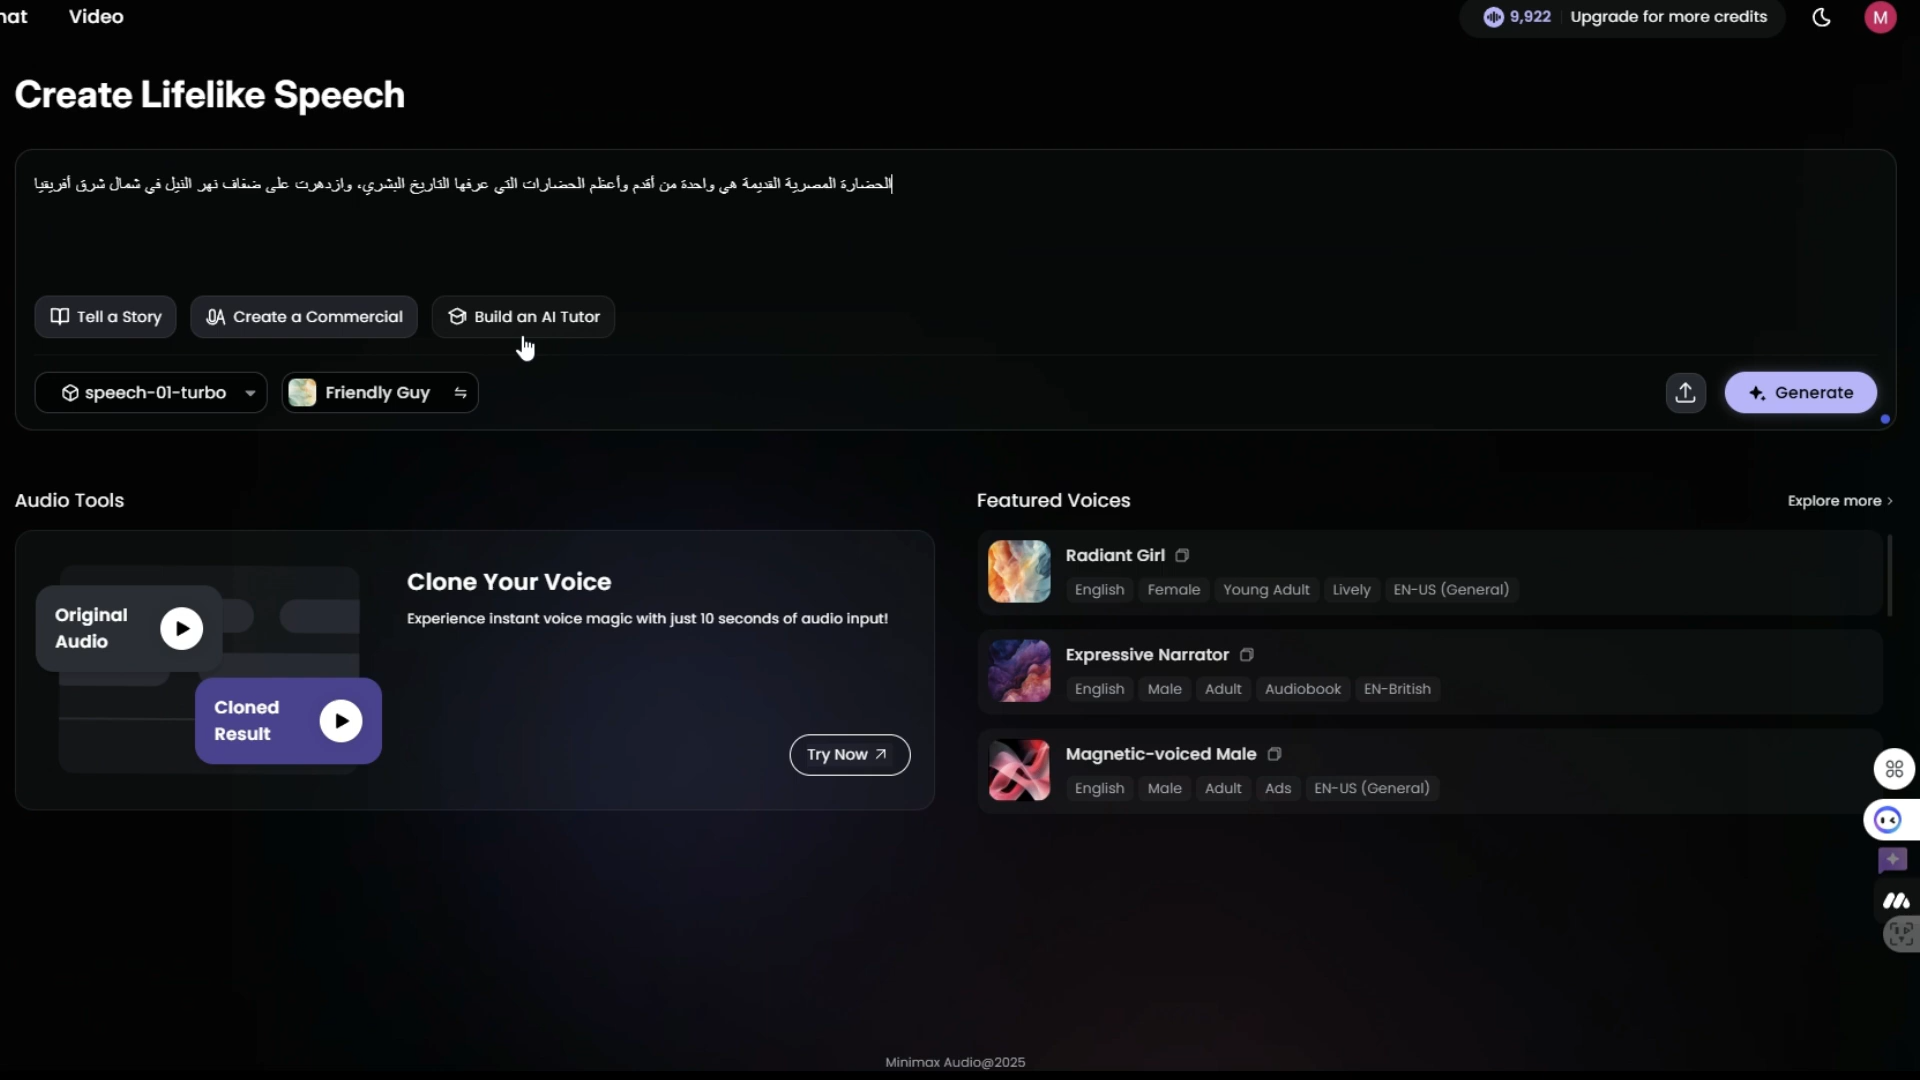 Video
9,922 Upgrade for more credits
M
Create Lifelike Speech
الحضارة المصرية القديمة هي واحدة من أقدم وأعظم الحضارات التي عرفها التاريخ البشري، وازدهرت على ضفاف نهر النيل في شمال شرق أفريقيا
Tell a Story
Create a Commercial
Build an AI Tutor
speech-01-turbo
Friendly Guy
Generate
Audio Tools
Original
Audio
Cloned
Result
Clone Your Voice
Experience instant voice magic with just 10 seconds of audio input!
Try Now
Featured Voices
Explore more
Radiant Girl
English Female Young Adult Lively EN-US (General)
Expressive Narrator
English Male Adult Audiobook EN-British
Magnetic-voiced Male
English Male Adult Ads EN-US (General)
Minimax Audio@2025